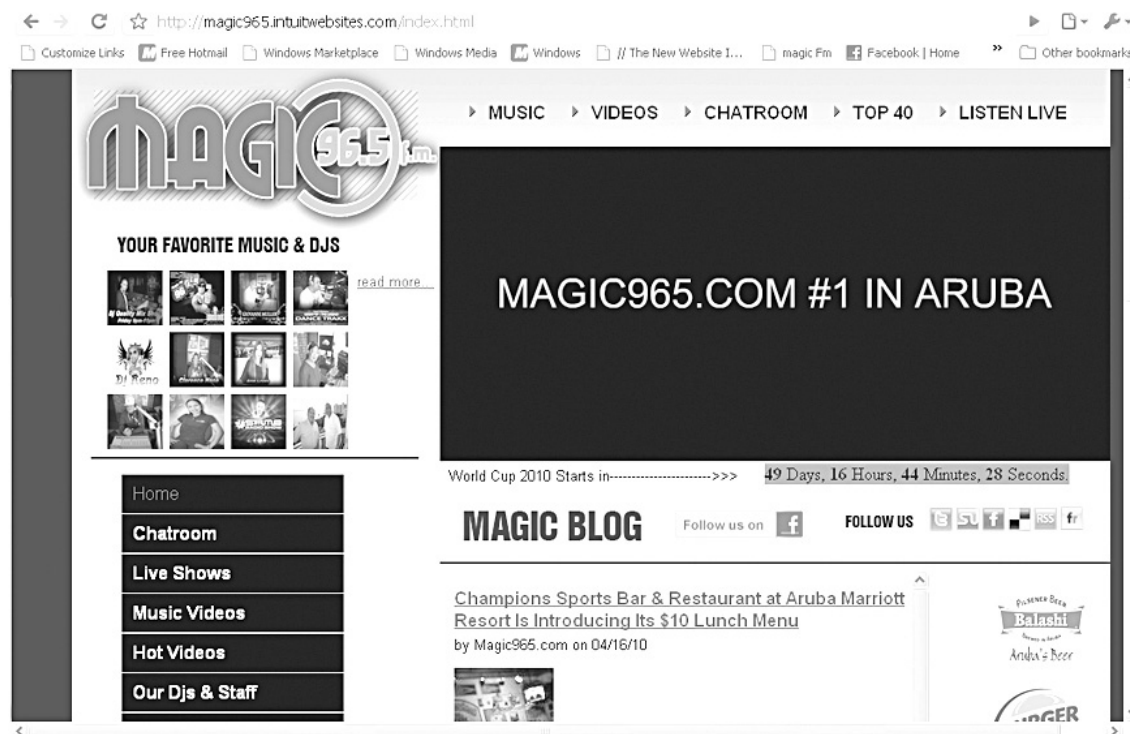 http://magic965.intuitwebsites.com/index.html
Customize Links Free Hotmail Windows Marketplace Windows Media Windows // The New Website I... magic Fm Facebook | Home » Other bookmarks
MAGIC 96.5 f.m.
MUSIC VIDEOS CHATROOM TOP 40 LISTEN LIVE
YOUR FAVORITE MUSIC & DJS
read more...
Dj Reno
MAGIC965.COM #1 IN ARUBA
World Cup 2010 Starts in----------------------->>> 49 Days, 16 Hours, 44 Minutes, 28 Seconds.
Home
Chatroom
Live Shows
Music Videos
Hot Videos
Our Djs & Staff
MAGIC BLOG
Follow us on f
FOLLOW US
RSS
Champions Sports Bar & Restaurant at Aruba Marriott
Resort Is Introducing Its $10 Lunch Menu
by Magic965.com on 04/16/10
PILSENER BEER
Balashi
Aruba's Beer